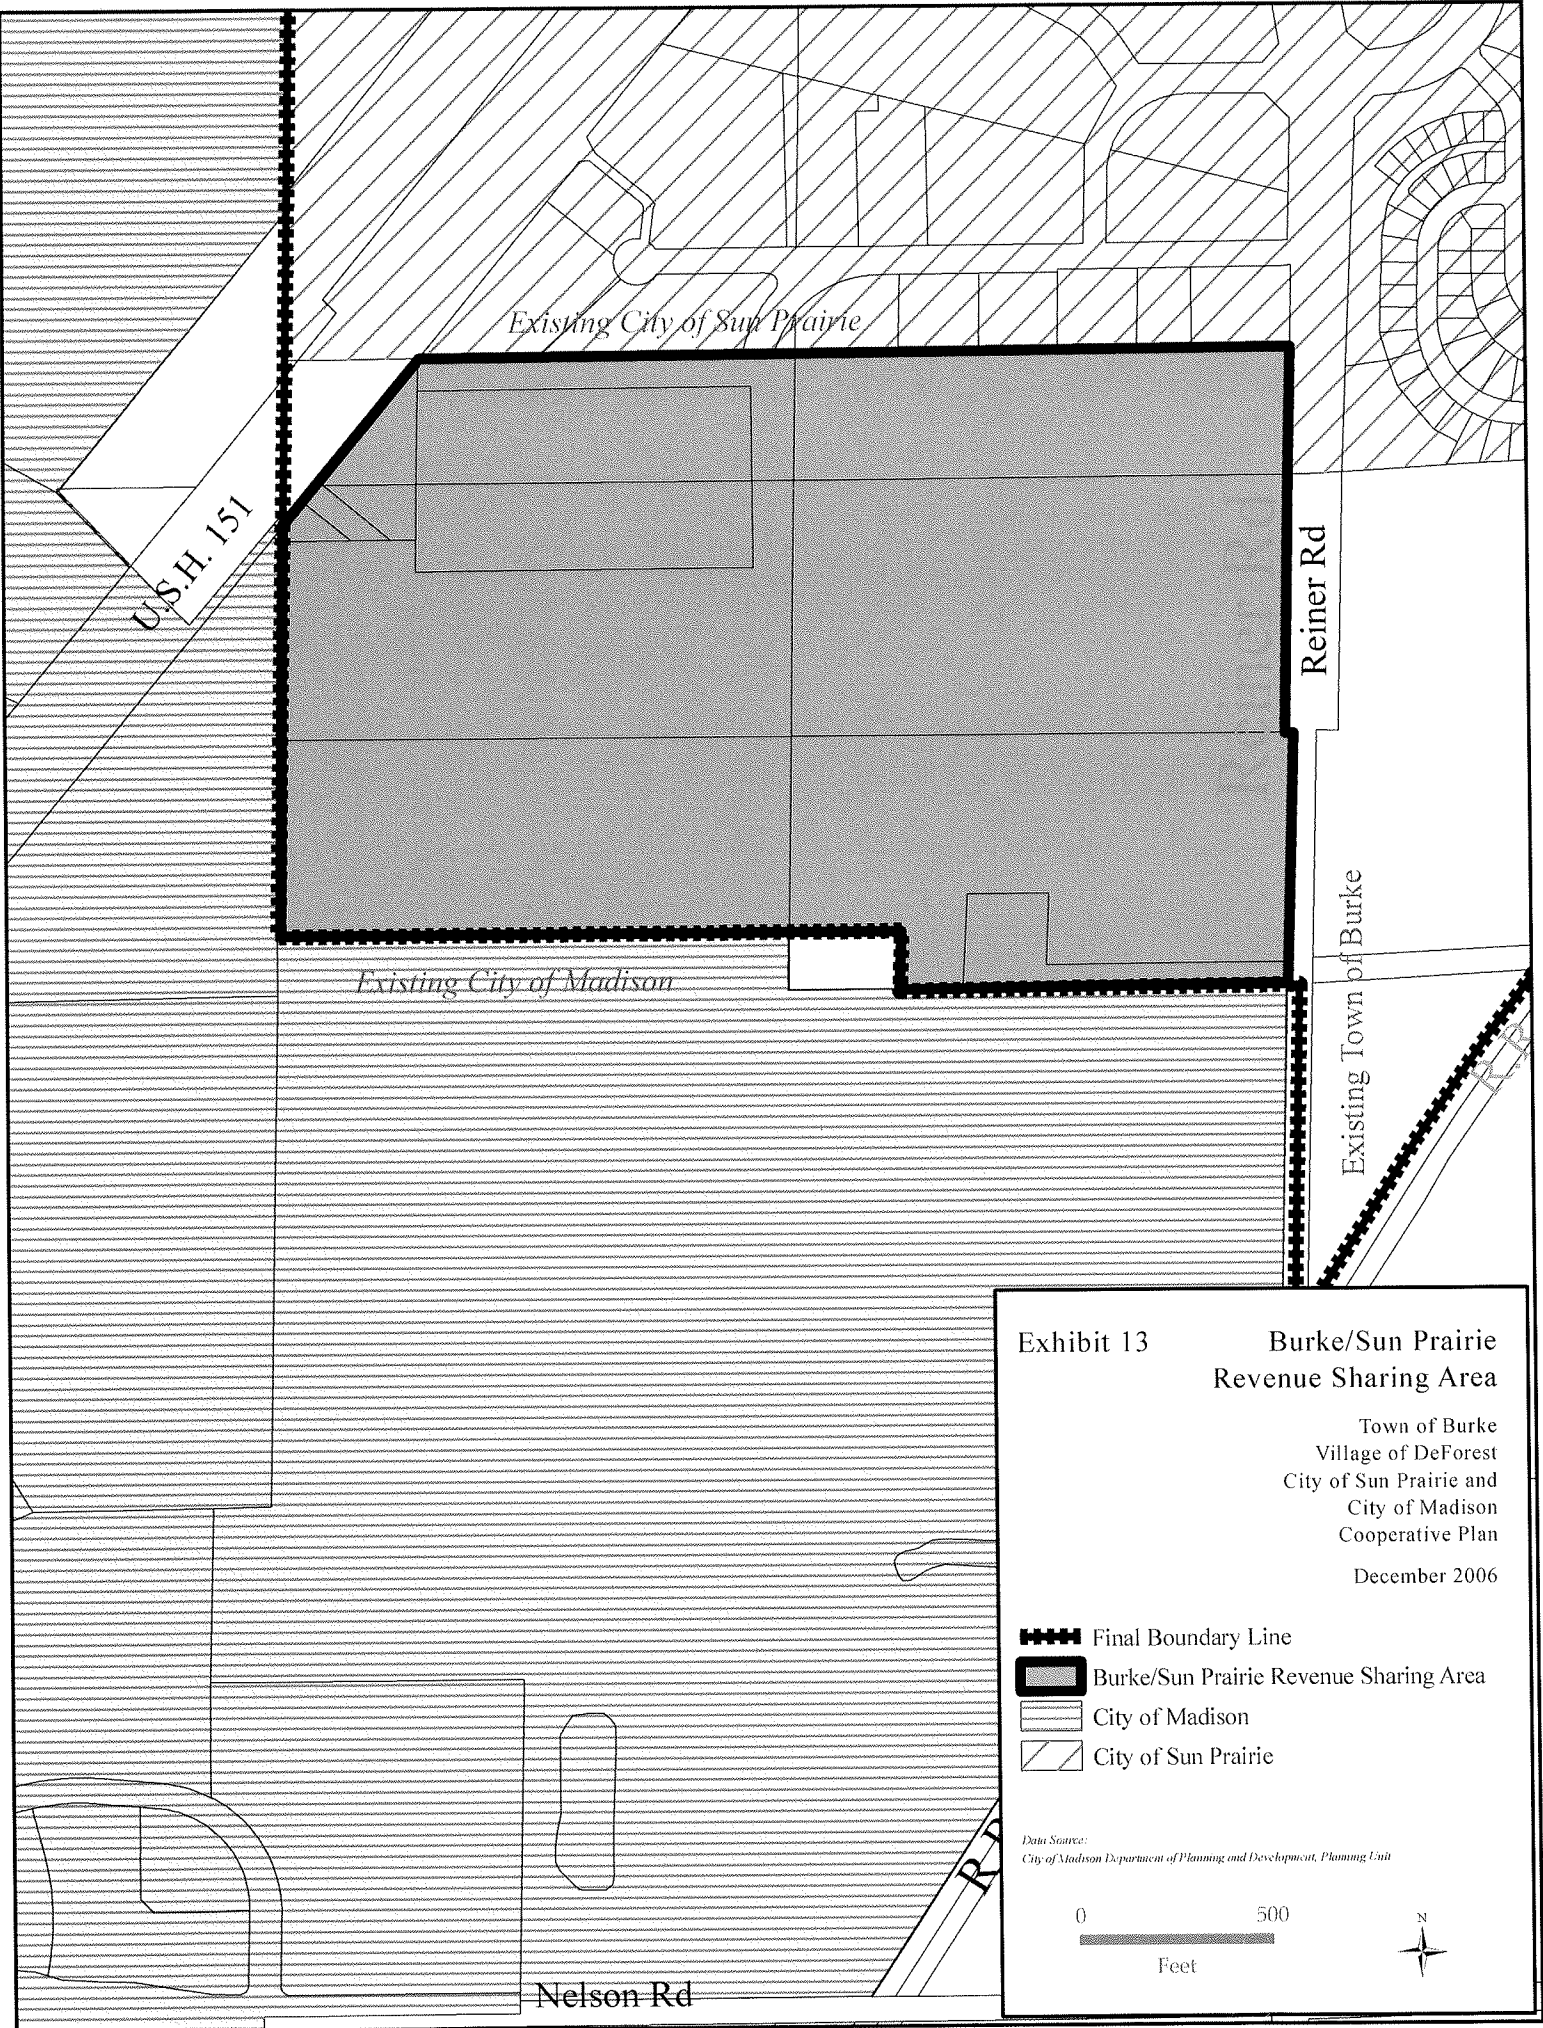 Existing City of Sun Prairie
U.S.H. 151
Reiner Rd
Existing Town of Burke
Existing City of Madison
R.R
Exhibit 13
Burke/Sun Prairie
Revenue Sharing Area
Town of Burke
Village of DeForest
City of Sun Prairie and
City of Madison
Cooperative Plan
December 2006
Final Boundary Line
Burke/Sun Prairie Revenue Sharing Area
City of Madison
City of Sun Prairie
Data Source:
City of Madison Department of Planning and Development, Planning Unit
0 500
Feet
N
R R
Nelson Rd